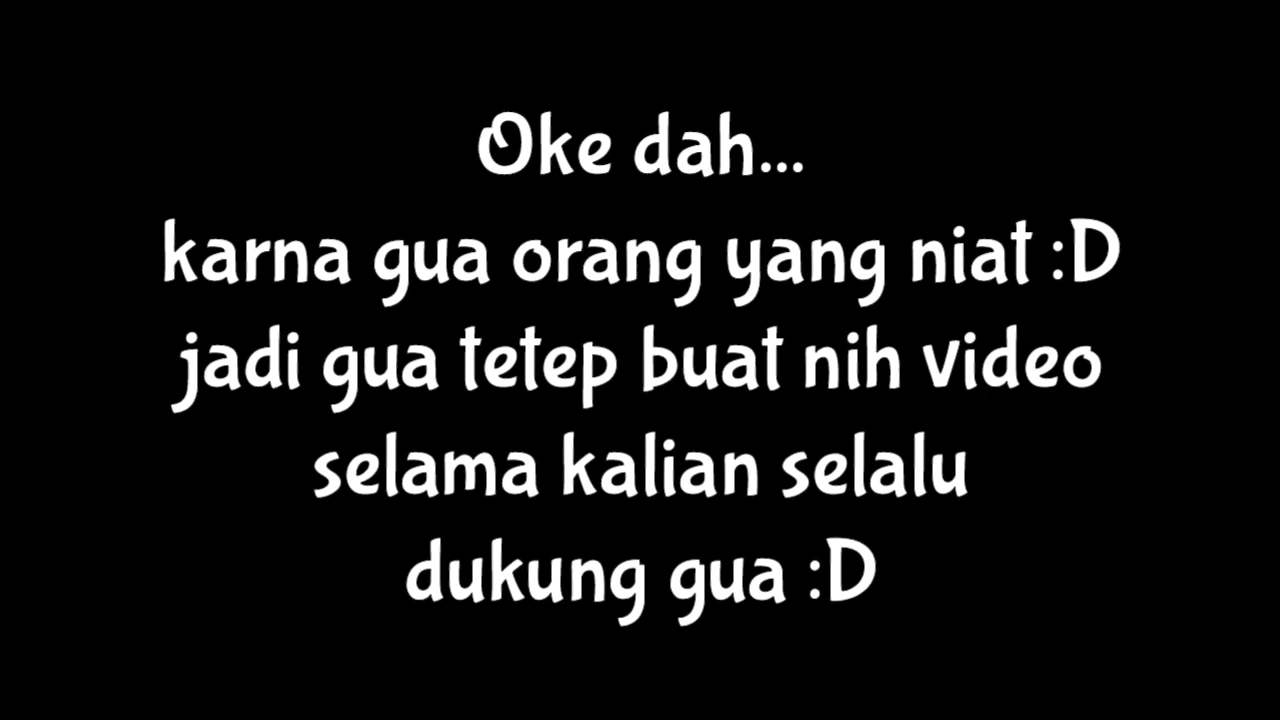 Oke dah...
karna gua orang yang niat :D
jadi gua tetep buat nih video
selama kalian selalu
dukung gua :D